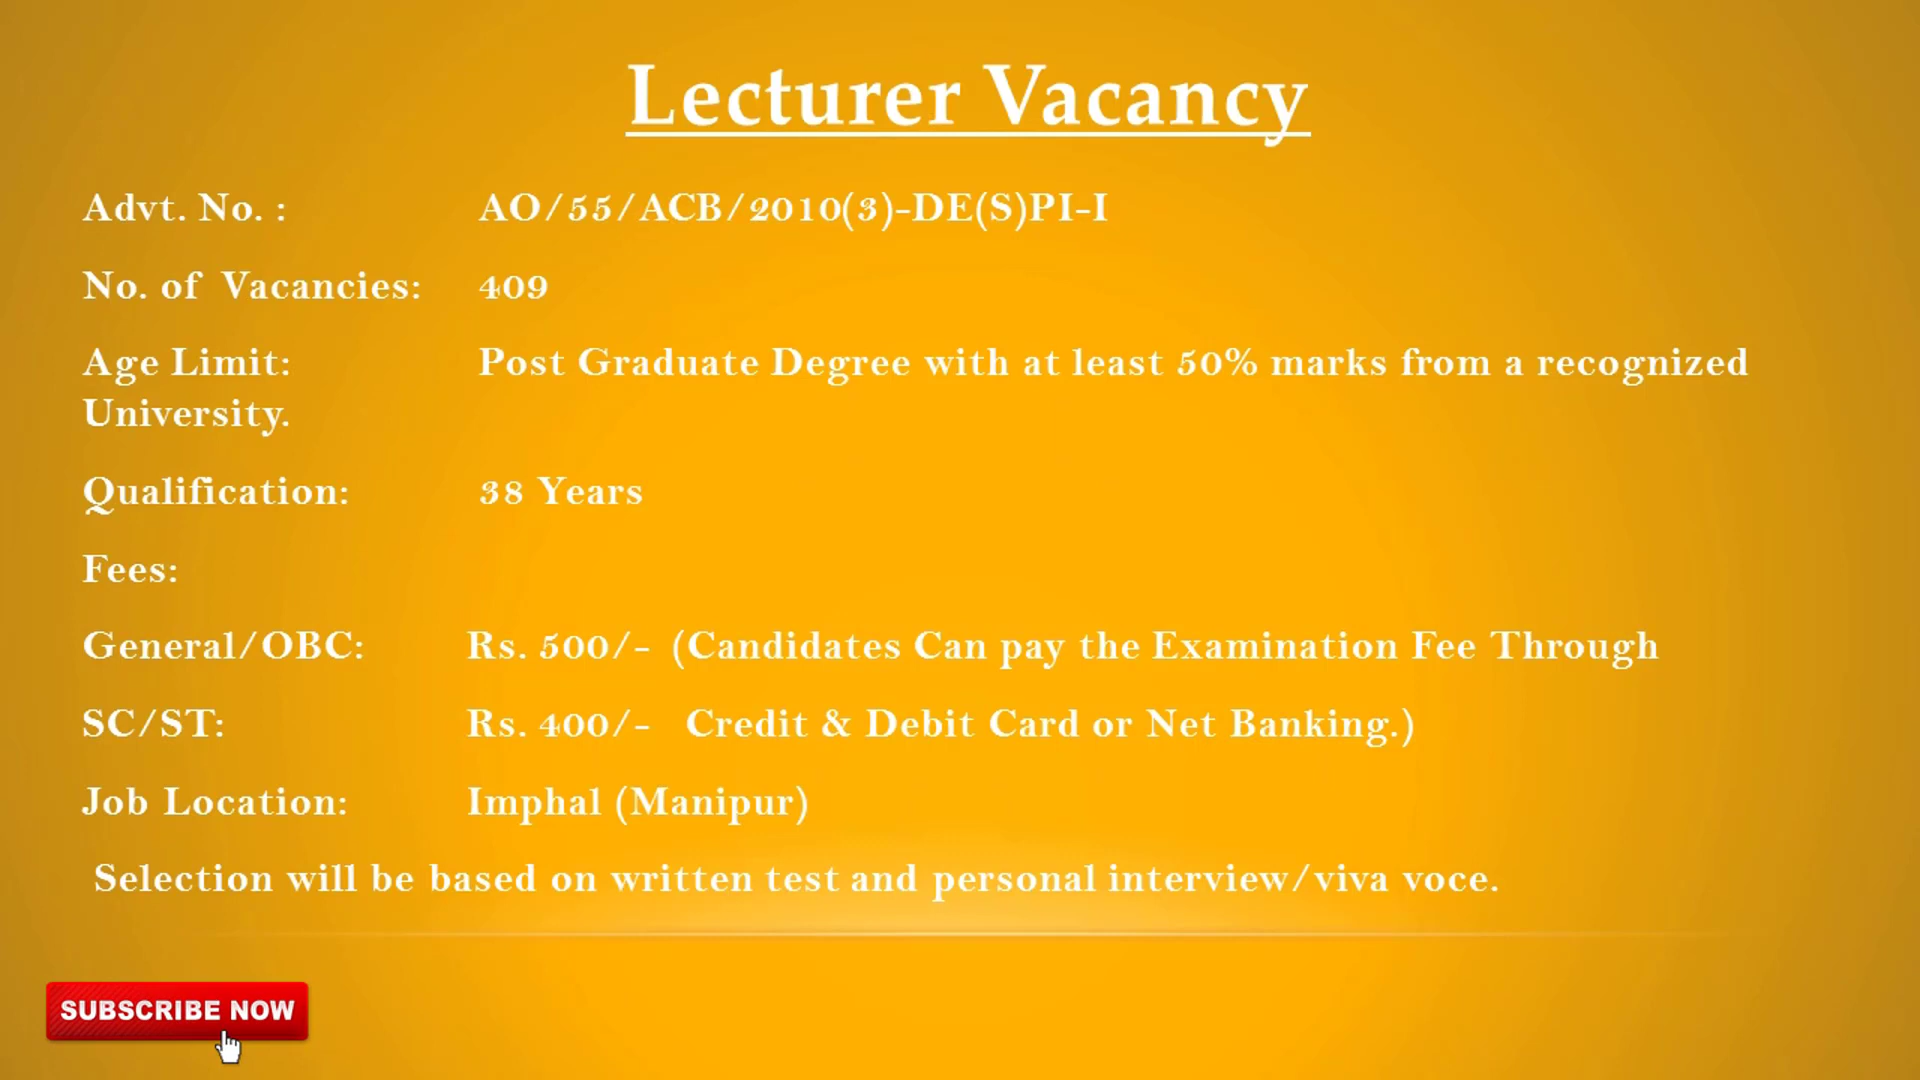 Lecturer Vacancy
Advt. No. : AO/55/ACB/2010(3)-DE(S)PI-I
No. of Vacancies: 409
Age Limit: Post Graduate Degree with at least 50% marks from a recognized
University.
Qualification: 38 Years
Fees:
General/OBC: Rs. 500/- (Candidates Can pay the Examination Fee Through
SC/ST: Rs. 400/- Credit & Debit Card or Net Banking.)
Job Location: Imphal (Manipur)
Selection will be based on written test and personal interview/viva voce.
SUBSCRIBE NOW